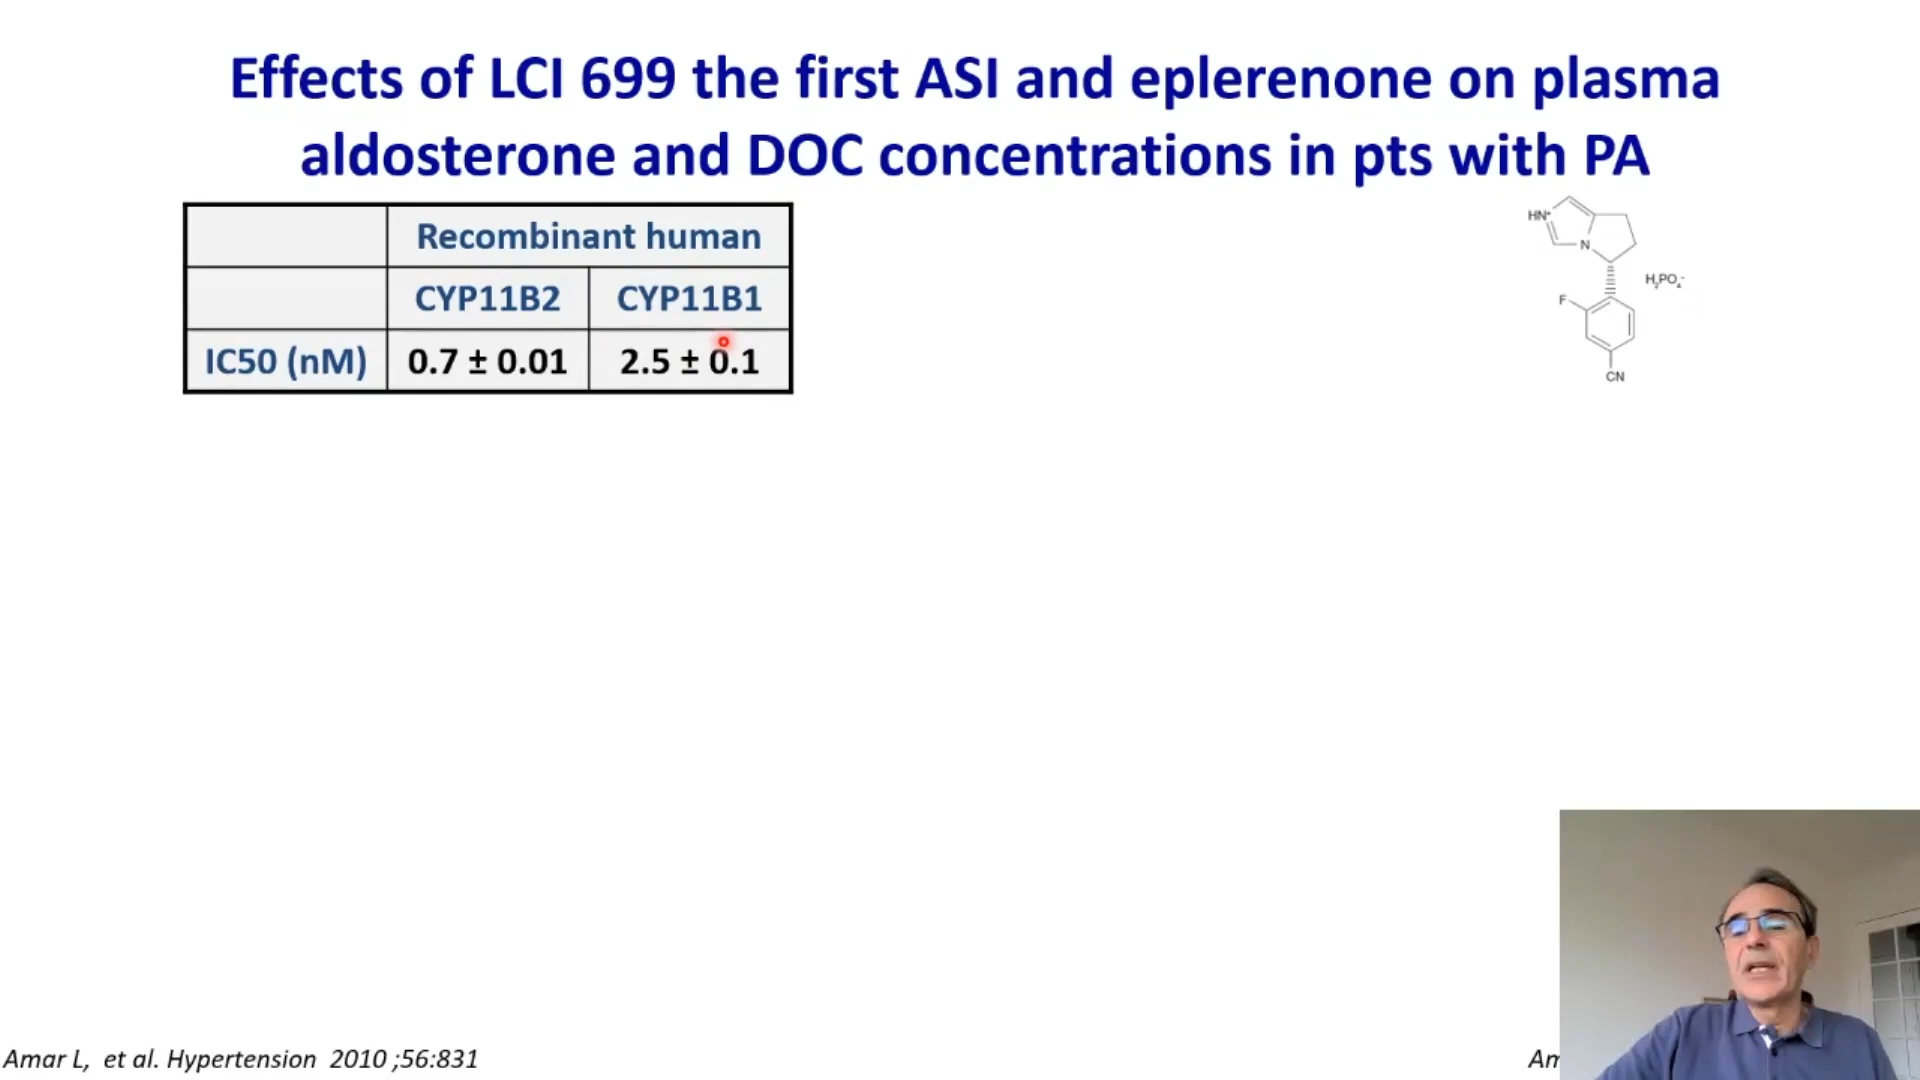 Effects of LCI 699 the first ASI and eplerenone on plasma
aldosterone and DOC concentrations in pts with PA
Recombinant human
CYP11B2 CYP11B1
IC50 (nM) 0.7 ± 0.01 2.5 ± 0.1
HN+
N
H2PO4-
F
CN
Amar L, et al. Hypertension 2010 ;56:831